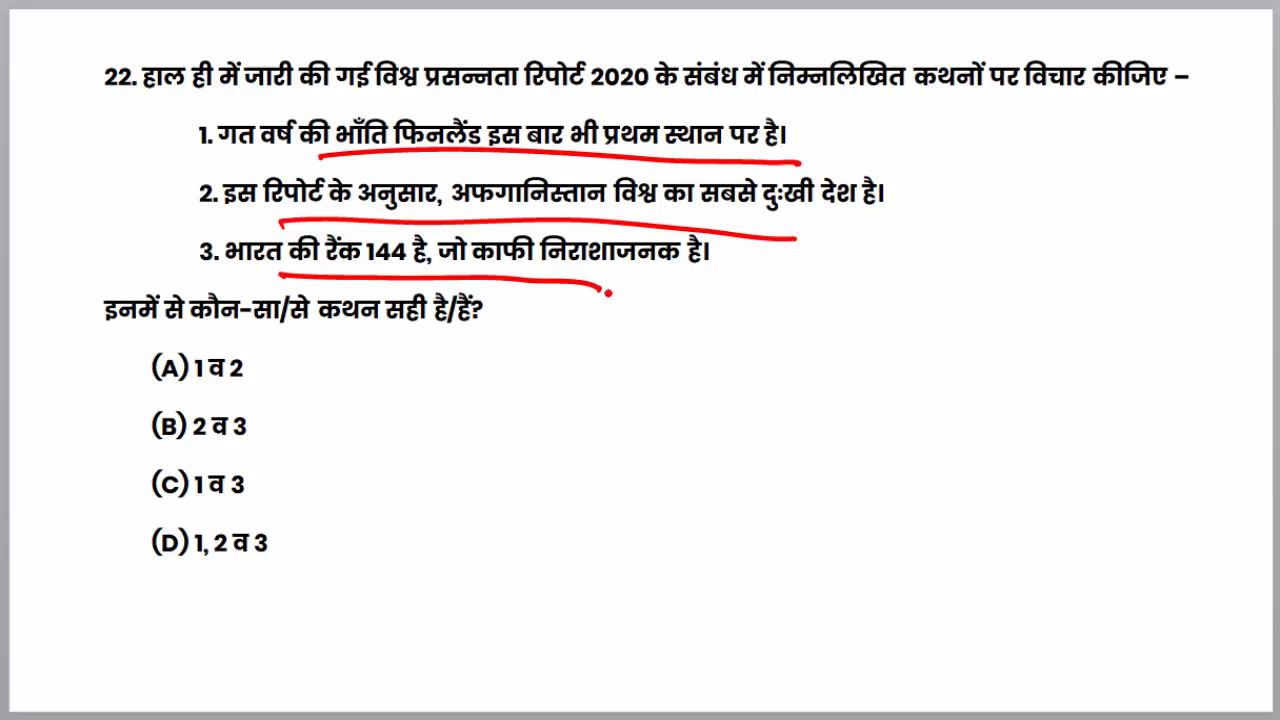 22. हाल ही में जारी की गई विश्व प्रसन्नता रिपोर्ट 2020 के संबंध में निम्नलिखित कथनों पर विचार कीजिए –
1. गत वर्ष की भाँति फिनलैंड इस बार भी प्रथम स्थान पर है।
2. इस रिपोर्ट के अनुसार, अफगानिस्तान विश्व का सबसे दुःखी देश है।
3. भारत की रैंक 144 है, जो काफी निराशाजनक है।
इनमें से कौन-सा/से कथन सही है/हैं?
(A) 1 व 2
(B) 2 व 3
(C) 1 व 3
(D) 1, 2 व 3